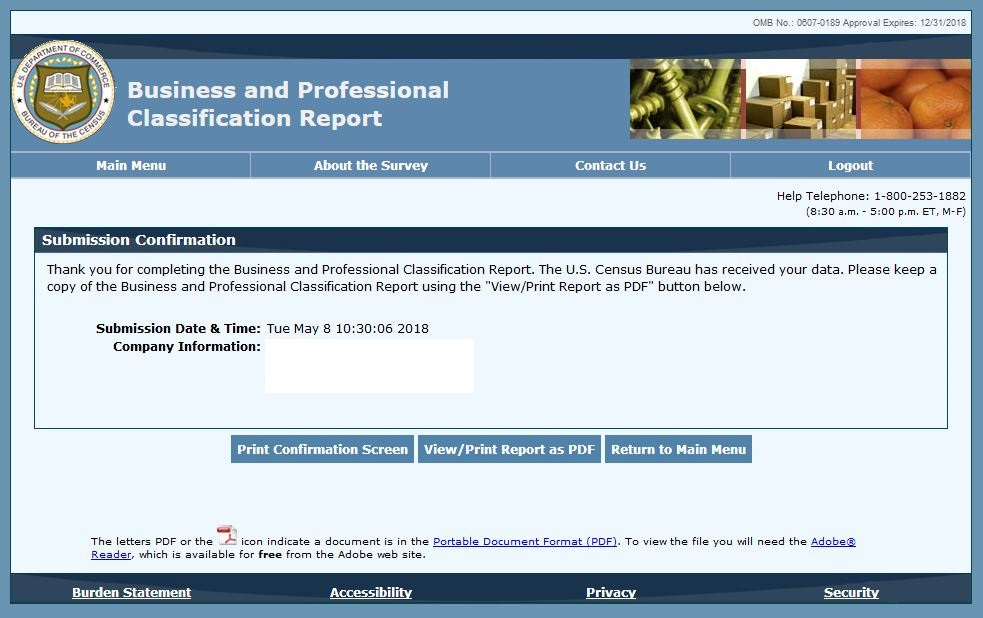 OMB No.: 0607-0189 Approval Expires: 12/31/2018
U.S. DEPARTMENT OF COMMERCE
BUREAU OF THE CENSUS
Business and Professional
Classification Report
Main Menu
About the Survey
Contact Us
Logout
Help Telephone: 1-800-253-1882
(8:30 a.m. - 5:00 p.m. ET, M-F)
Submission Confirmation
Thank you for completing the Business and Professional Classification Report. The U.S. Census Bureau has received your data. Please keep a
copy of the Business and Professional Classification Report using the "View/Print Report as PDF" button below.
Submission Date & Time: Tue May 8 10:30:06 2018
Company Information:
Print Confirmation Screen
View/Print Report as PDF
Return to Main Menu
The letters PDF or the icon indicate a document is in the Portable Document Format (PDF). To view the file you will need the Adobe®
Reader, which is available for free from the Adobe web site.
Burden Statement
Accessibility
Privacy
Security